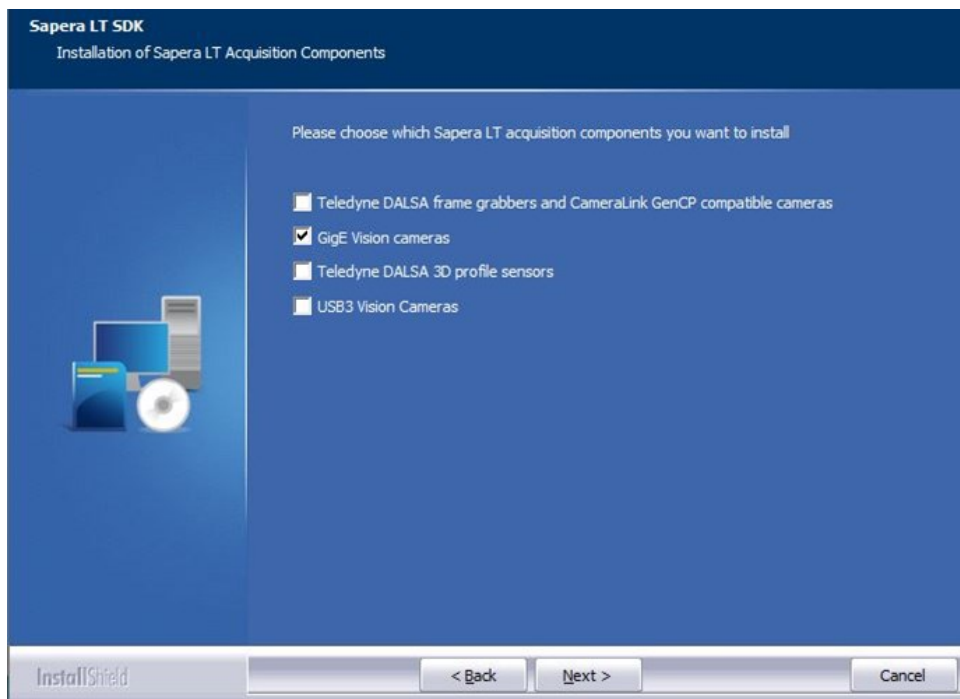 Sapera LT SDK
Installation of Sapera LT Acquisition Components
Please choose which Sapera LT acquisition components you want to install
Teledyne DALSA frame grabbers and CameraLink GenCP compatible cameras
GigE Vision cameras
Teledyne DALSA 3D profile sensors
USB3 Vision Cameras
InstallShield
< Back
Next >
Cancel